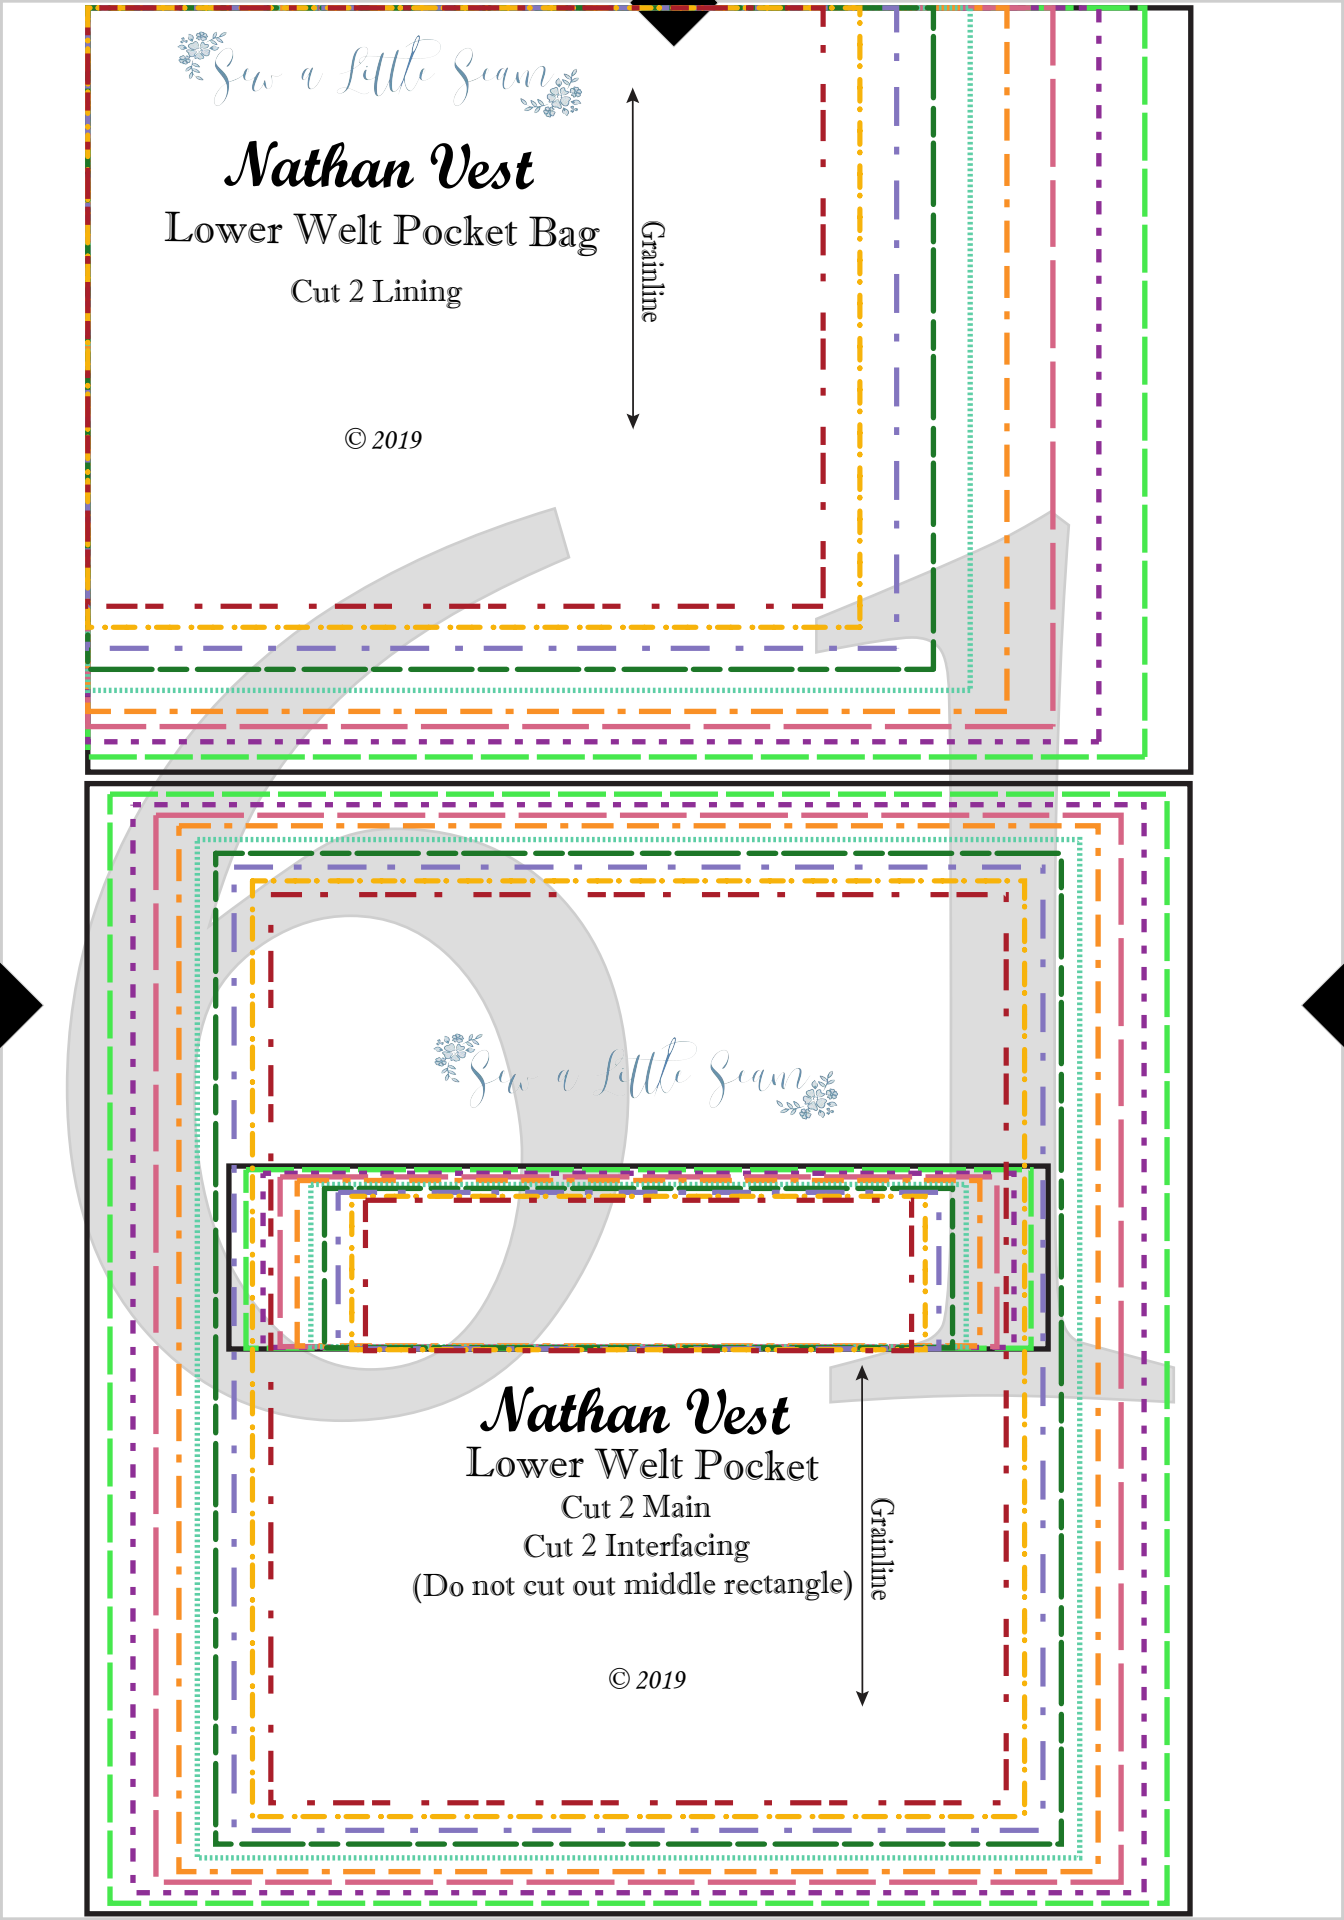 Sew a Little Seam
Nathan Vest
Lower Welt Pocket Bag
Cut 2 Lining
Grainline
© 2019
61
Sew a Little Seam
Nathan Vest
Lower Welt Pocket
Cut 2 Main
Cut 2 Interfacing
(Do not cut out middle rectangle)
Grainline
© 2019